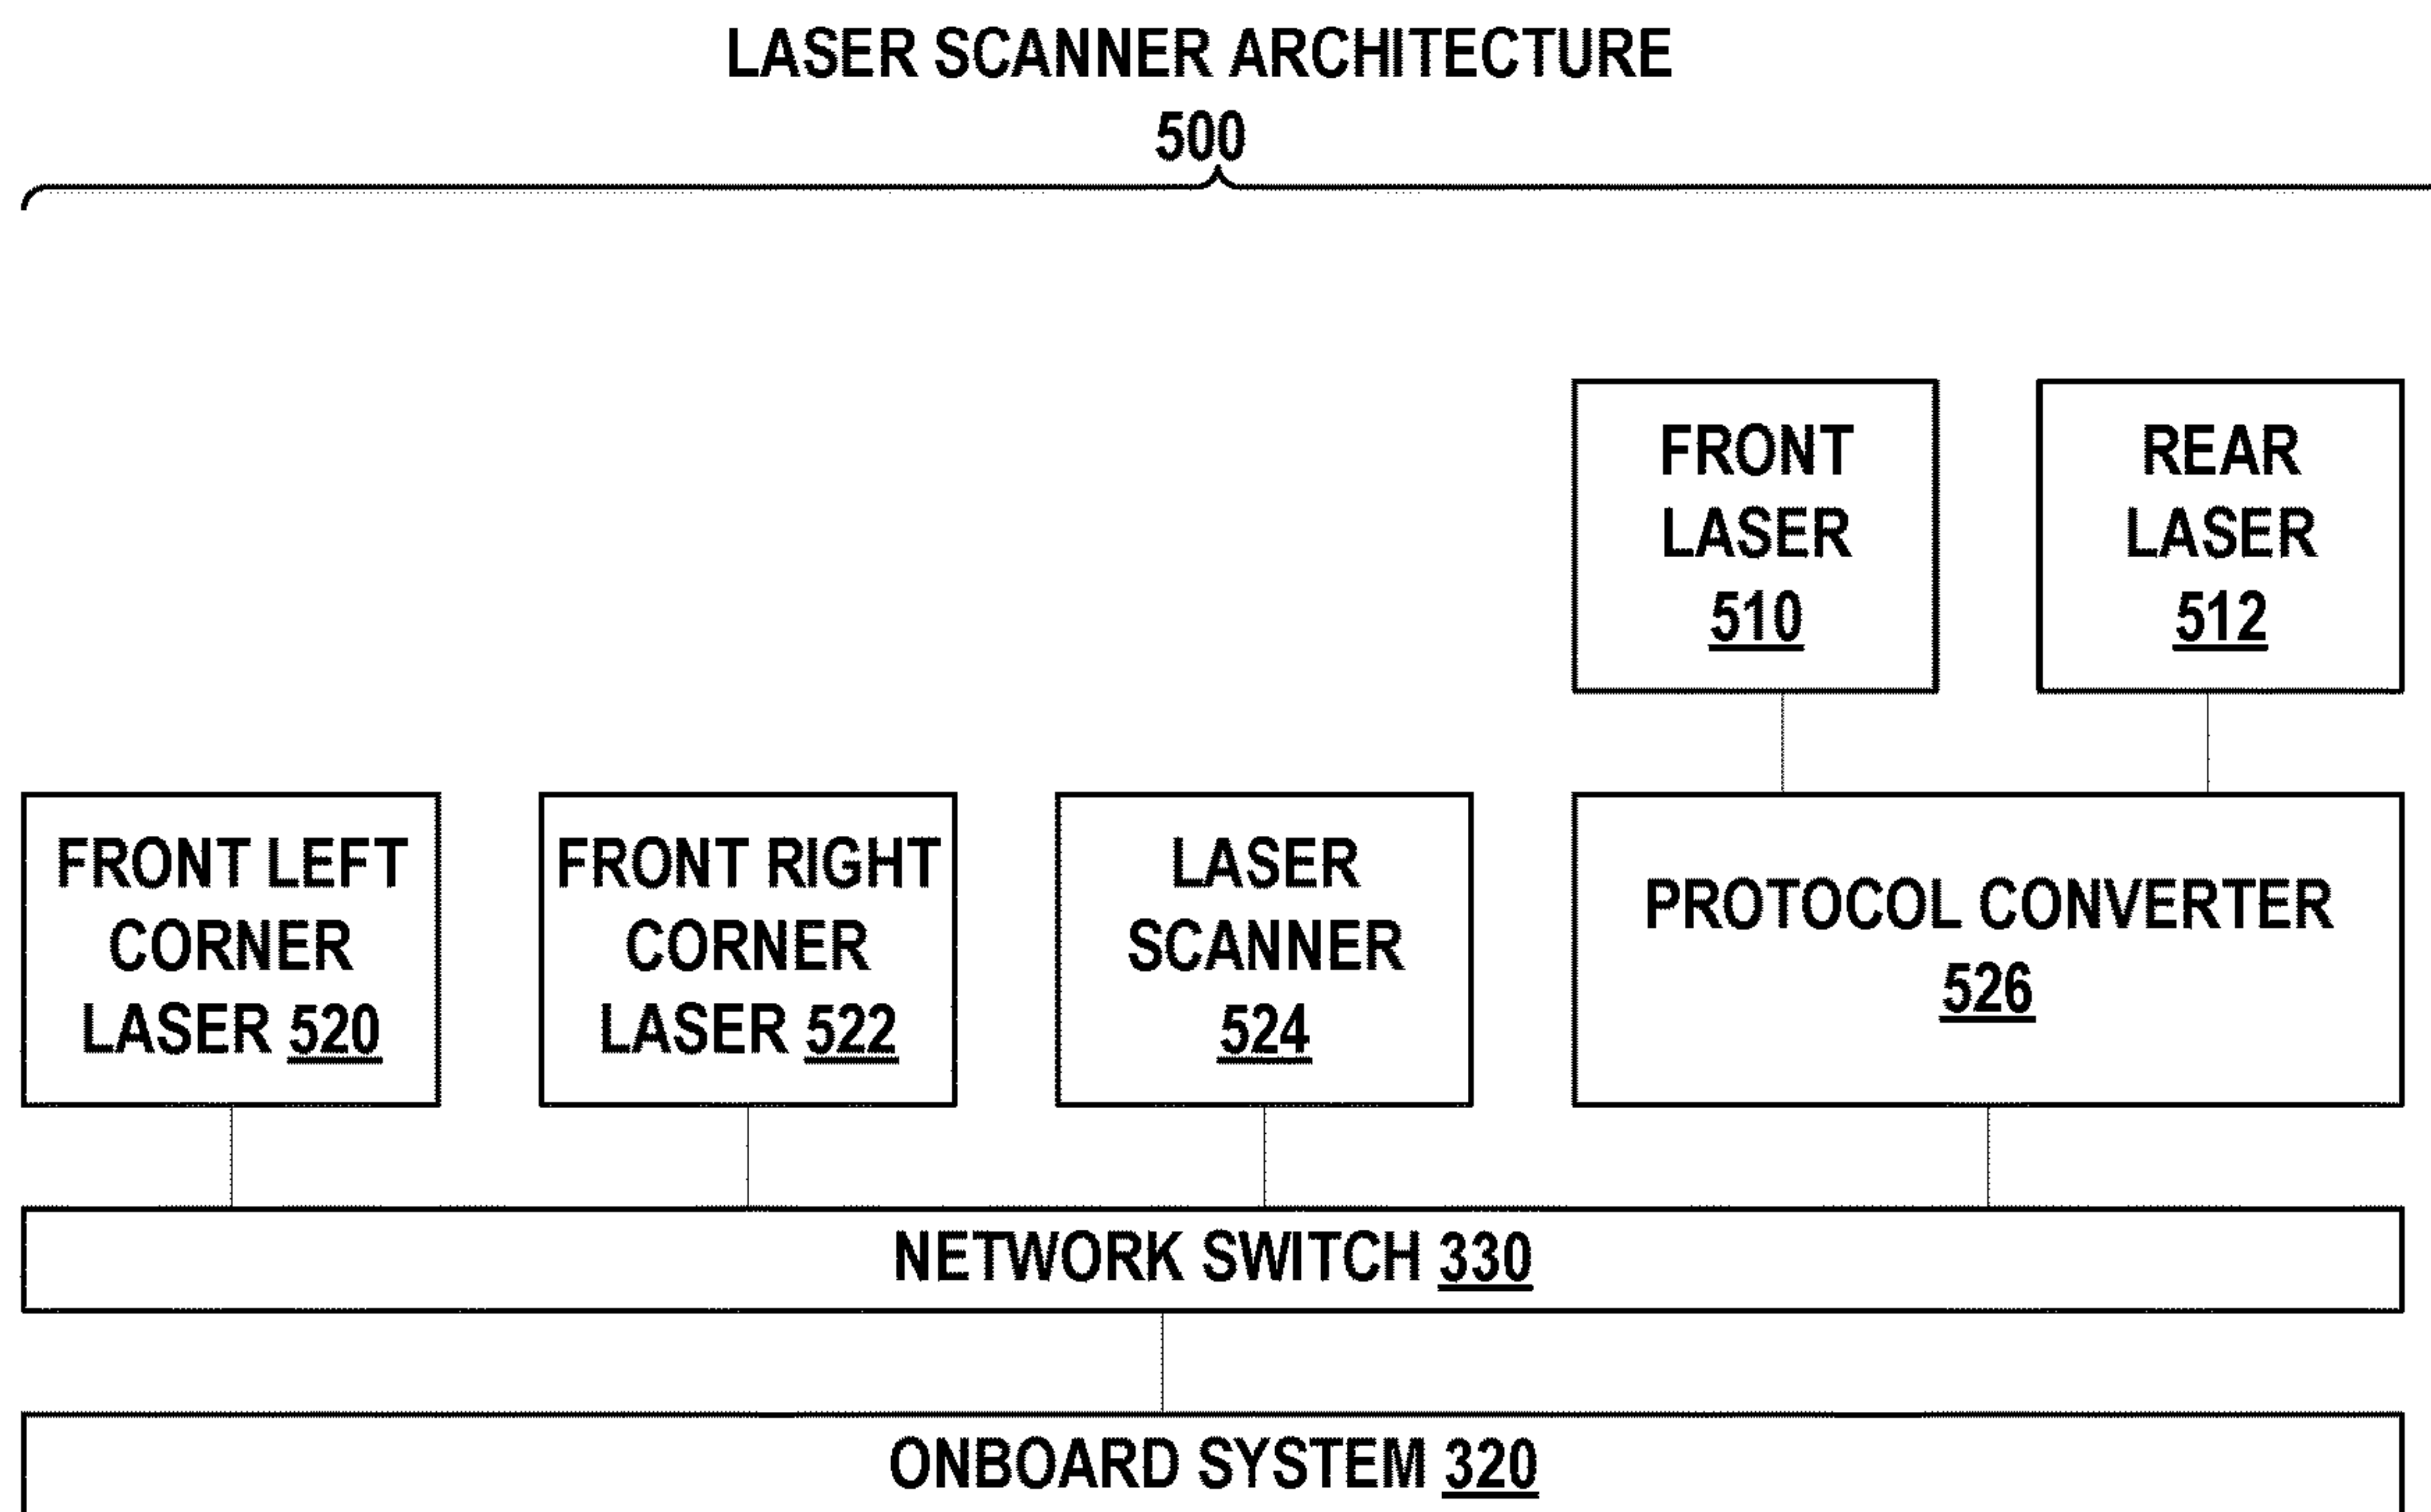 LASER SCANNER ARCHITECTURE
500
FRONT
LASER
510
REAR
LASER
512
FRONT LEFT
CORNER
LASER 520
FRONT RIGHT
CORNER
LASER 522
LASER
SCANNER
524
PROTOCOL CONVERTER
526
NETWORK SWITCH 330
ONBOARD SYSTEM 320